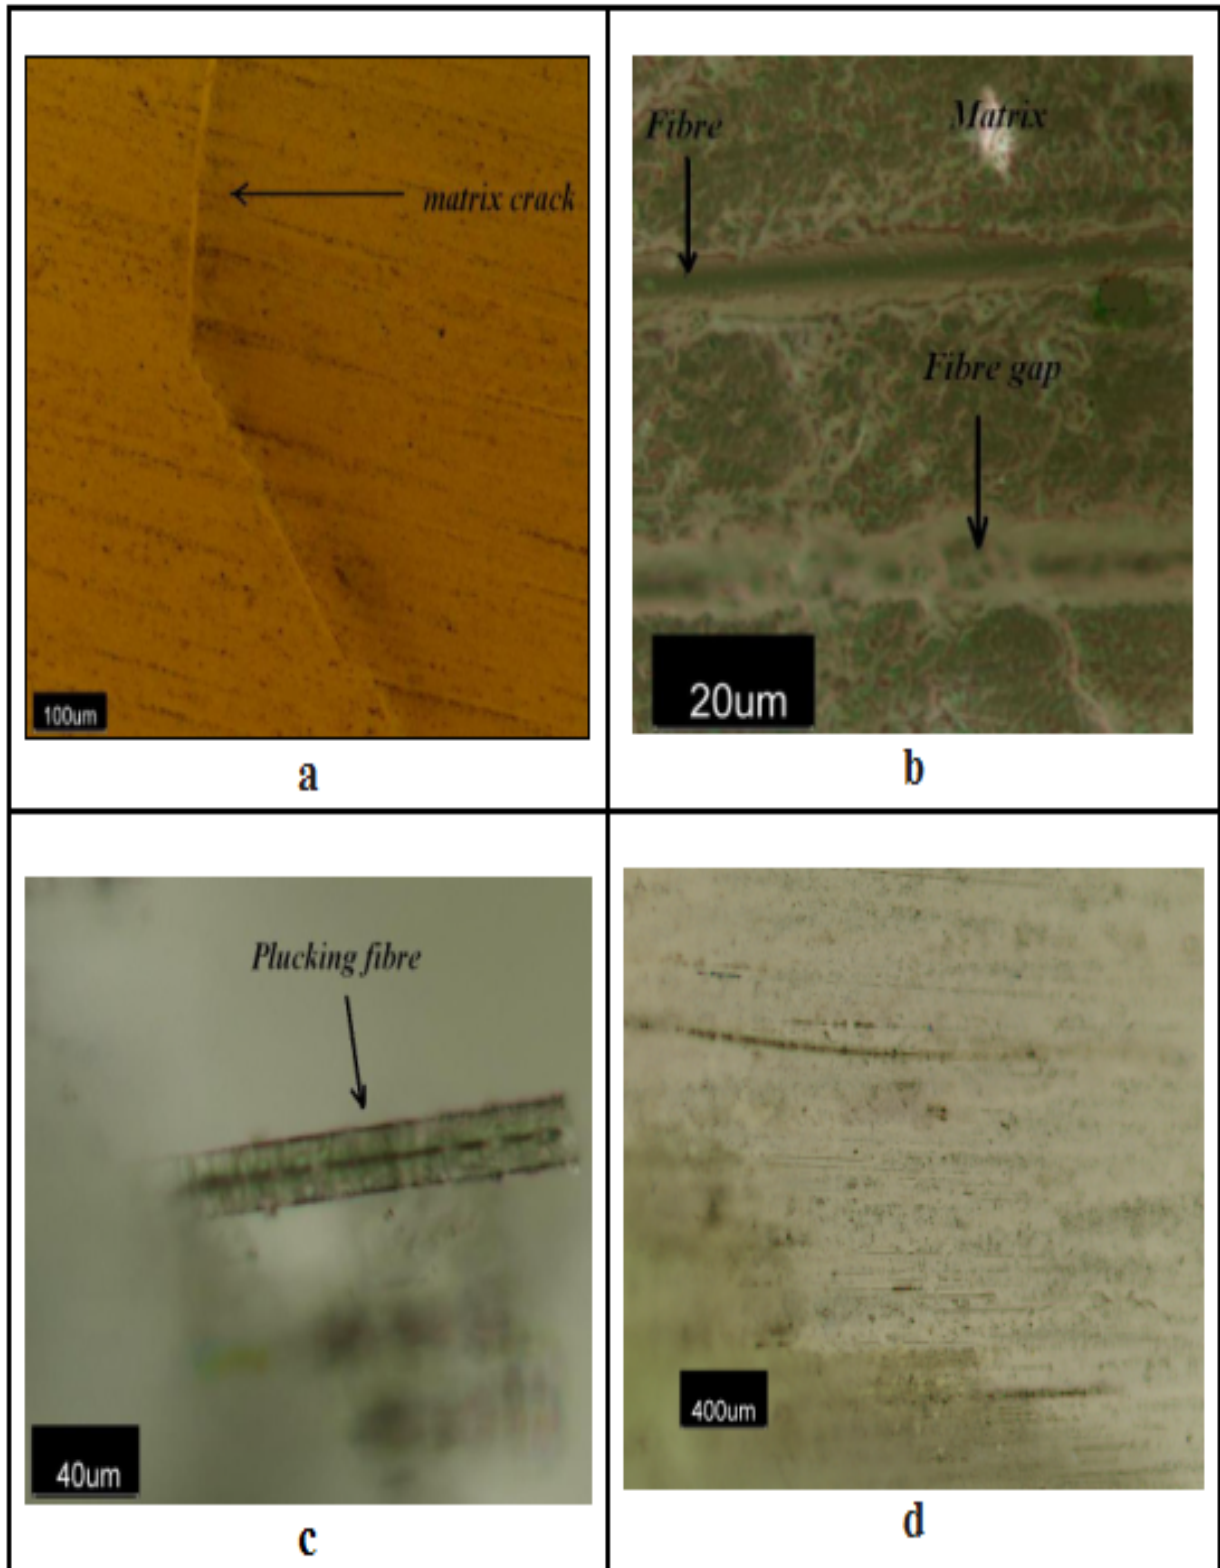 matrix crack
100um
a
Fibre
Matrix
Fibre gap
20um
b
Plucking fibre
40um
c
400um
d